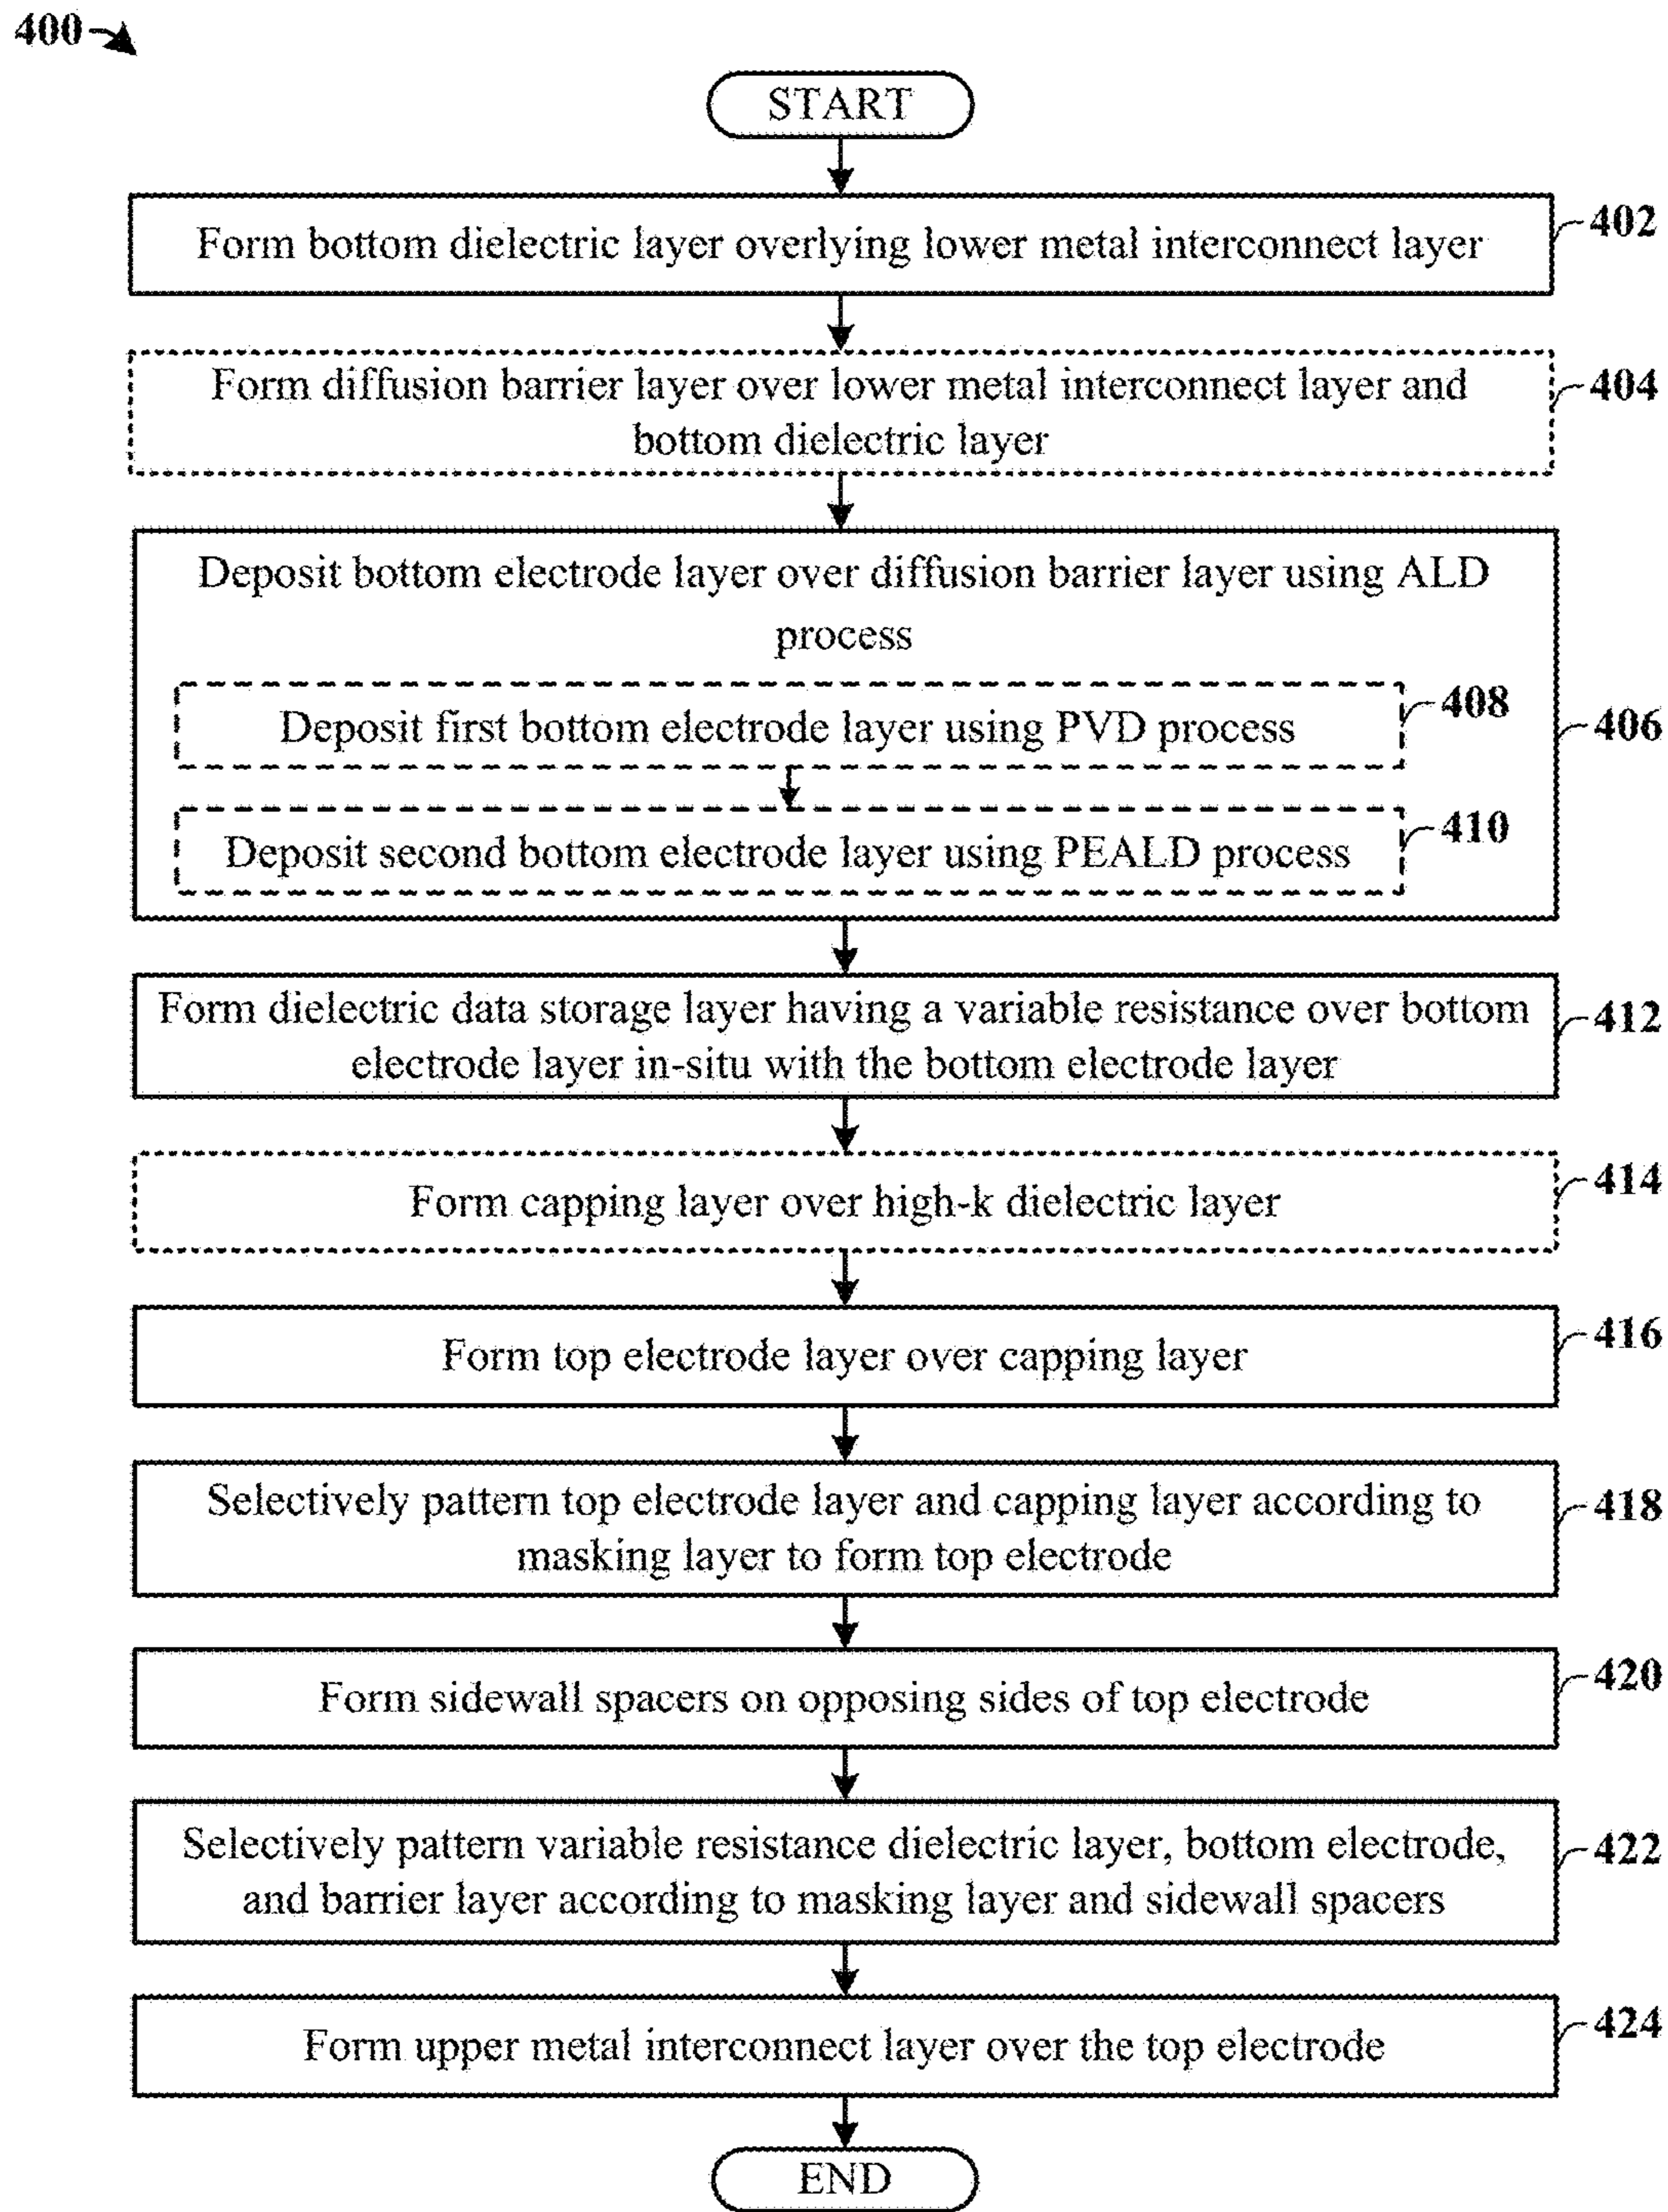 400
START
Form bottom dielectric layer overlying lower metal interconnect layer
402
Form diffusion barrier layer over lower metal interconnect layer and
bottom dielectric layer
404
Deposit bottom electrode layer over diffusion barrier layer using ALD
process
406
Deposit first bottom electrode layer using PVD process
408
Deposit second bottom electrode layer using PEALD process
410
Form dielectric data storage layer having a variable resistance over bottom
electrode layer in-situ with the bottom electrode layer
412
Form capping layer over high-k dielectric layer
414
Form top electrode layer over capping layer
416
Selectively pattern top electrode layer and capping layer according to
masking layer to form top electrode
418
Form sidewall spacers on opposing sides of top electrode
420
Selectively pattern variable resistance dielectric layer, bottom electrode,
and barrier layer according to masking layer and sidewall spacers
422
Form upper metal interconnect layer over the top electrode
424
END